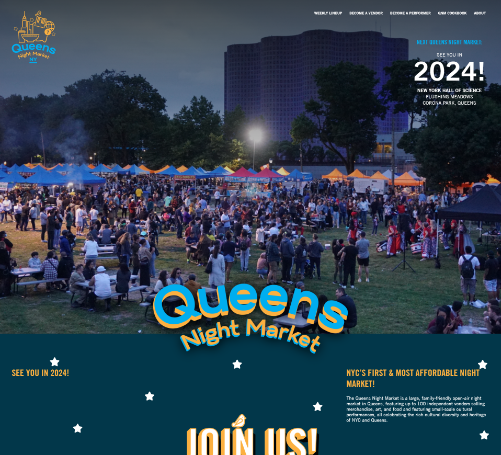 WEEKLY LINEUP
BECOME A VENDOR
BECOME A PERFORMER
QNM COOKBOOK
ABOUT
Queens
Night Market
NEXT QUEENS NIGHT MARKET:
SEE YOU IN
2024!
NEW YORK HALL OF SCIENCE
FLUSHING MEADOWS
CORONA PARK, QUEENS
Queens
Night Market
SEE YOU IN 2024!
NYC'S FIRST & MOST AFFORDABLE NIGHT
MARKET!
The Queens Night Market is a large, family-friendly open-air night
market in Queens, featuring up to 100 independent vendors selling
merchandise, art, and food and featuring small-scale cultural
performances, all celebrating the rich cultural diversity and heritage
of NYC and Queens.
JOIN US!